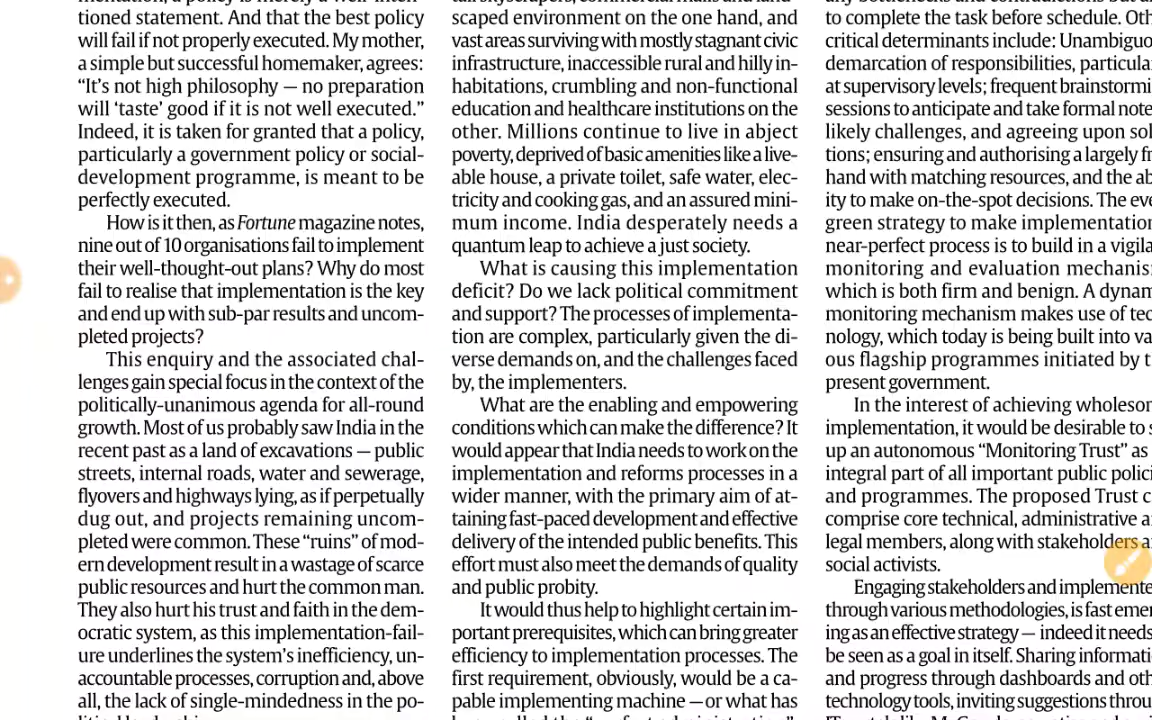 tioned statement. And that the best policy
will fail if not properly executed. My mother,
a simple but successful homemaker, agrees:
“It’s not high philosophy — no preparation
will ‘taste’ good if it is not well executed.”
Indeed, it is taken for granted that a policy,
particularly a government policy or social-
development programme, is meant to be
perfectly executed.
How is it then, as Fortune magazine notes,
nine out of 10 organisations fail to implement
their well-thought-out plans? Why do most
fail to realise that implementation is the key
and end up with sub-par results and uncom-
pleted projects?
This enquiry and the associated chal-
lenges gain special focus in the context of the
politically-unanimous agenda for all-round
growth. Most of us probably saw India in the
recent past as a land of excavations — public
streets, internal roads, water and sewerage,
flyovers and highways lying, as if perpetually
dug out, and projects remaining uncom-
pleted were common. These “ruins” of mod-
ern development result in a wastage of scarce
public resources and hurt the common man.
They also hurt his trust and faith in the dem-
ocratic system, as this implementation-fail-
ure underlines the system’s inefficiency, un-
accountable processes, corruption and, above
all, the lack of single-mindedness in the po-
scaped environment on the one hand, and
vast areas surviving with mostly stagnant civic
infrastructure, inaccessible rural and hilly in-
habitations, crumbling and non-functional
education and healthcare institutions on the
other. Millions continue to live in abject
poverty, deprived of basic amenities like a live-
able house, a private toilet, safe water, elec-
tricity and cooking gas, and an assured mini-
mum income. India desperately needs a
quantum leap to achieve a just society.
What is causing this implementation
deficit? Do we lack political commitment
and support? The processes of implementa-
tion are complex, particularly given the di-
verse demands on, and the challenges faced
by, the implementers.
What are the enabling and empowering
conditions which can make the difference? It
would appear that India needs to work on the
implementation and reforms processes in a
wider manner, with the primary aim of at-
taining fast-paced development and effective
delivery of the intended public benefits. This
effort must also meet the demands of quality
and public probity.
It would thus help to highlight certain im-
portant prerequisites, which can bring greater
efficiency to implementation processes. The
first requirement, obviously, would be a ca-
pable implementing machine — or what has
to complete the task before schedule. Oth
critical determinants include: Unambiguo
demarcation of responsibilities, particula
at supervisory levels; frequent brainstormi
sessions to anticipate and take formal note
likely challenges, and agreeing upon sol
tions; ensuring and authorising a largely fr
hand with matching resources, and the ab
ity to make on-the-spot decisions. The eve
green strategy to make implementation
near-perfect process is to build in a vigila
monitoring and evaluation mechanis
which is both firm and benign. A dynam
monitoring mechanism makes use of tec
nology, which today is being built into va
ous flagship programmes initiated by t
present government.
In the interest of achieving wholesor
implementation, it would be desirable to s
up an autonomous “Monitoring Trust” as
integral part of all important public polici
and programmes. The proposed Trust c
comprise core technical, administrative a
legal members, along with stakeholders a
social activists.
Engaging stakeholders and implemente
through various methodologies, is fast emer
ing as an effective strategy — indeed it needs
be seen as a goal in itself. Sharing informati
and progress through dashboards and oth
technology tools, inviting suggestions throu